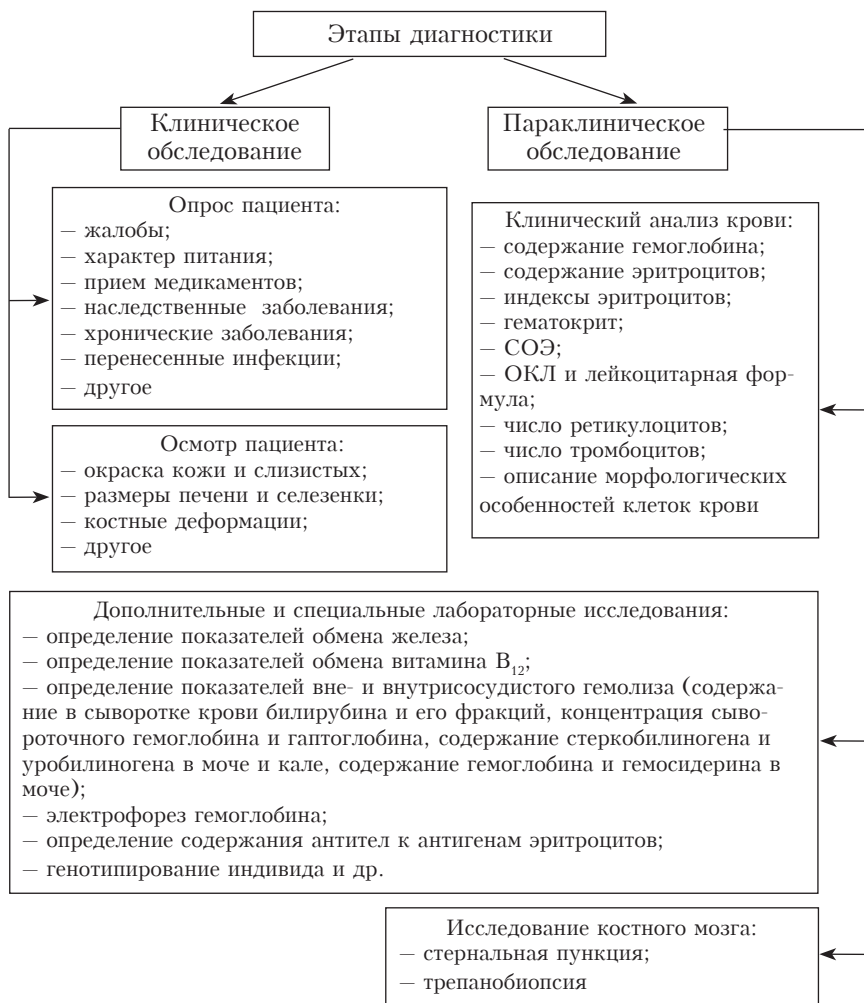 Этапы диагностики
Клиническое
обследование
Параклиническое
обследование
Опрос пациента:
– жалобы;
– характер питания;
– прием медикаментов;
– наследственные заболевания;
– хронические заболевания;
– перенесенные инфекции;
– другое
Осмотр пациента:
– окраска кожи и слизистых;
– размеры печени и селезенки;
– костные деформации;
– другое
Клинический анализ крови:
– содержание гемоглобина;
– содержание эритроцитов;
– индексы эритроцитов;
– гематокрит;
– СОЭ;
– ОКЛ и лейкоцитарная фор-
мула;
– число ретикулоцитов;
– число тромбоцитов;
– описание морфологических
особенностей клеток крови
Дополнительные и специальные лабораторные исследования:
– определение показателей обмена железа;
– определение показателей обмена витамина B₁₂;
– определение показателей вне- и внутрисосудистого гемолиза (содержа-
ние в сыворотке крови билирубина и его фракций, концентрация сыво-
роточного гемоглобина и гаптоглобина, содержание стеркобилиногена и
уробилиногена в моче и кале, содержание гемоглобина и гемосидерина в
моче);
– электрофорез гемоглобина;
– определение содержания антител к антигенам эритроцитов;
– генотипирование индивида и др.
Исследование костного мозга:
– стернальная пункция;
– трепанобиопсия